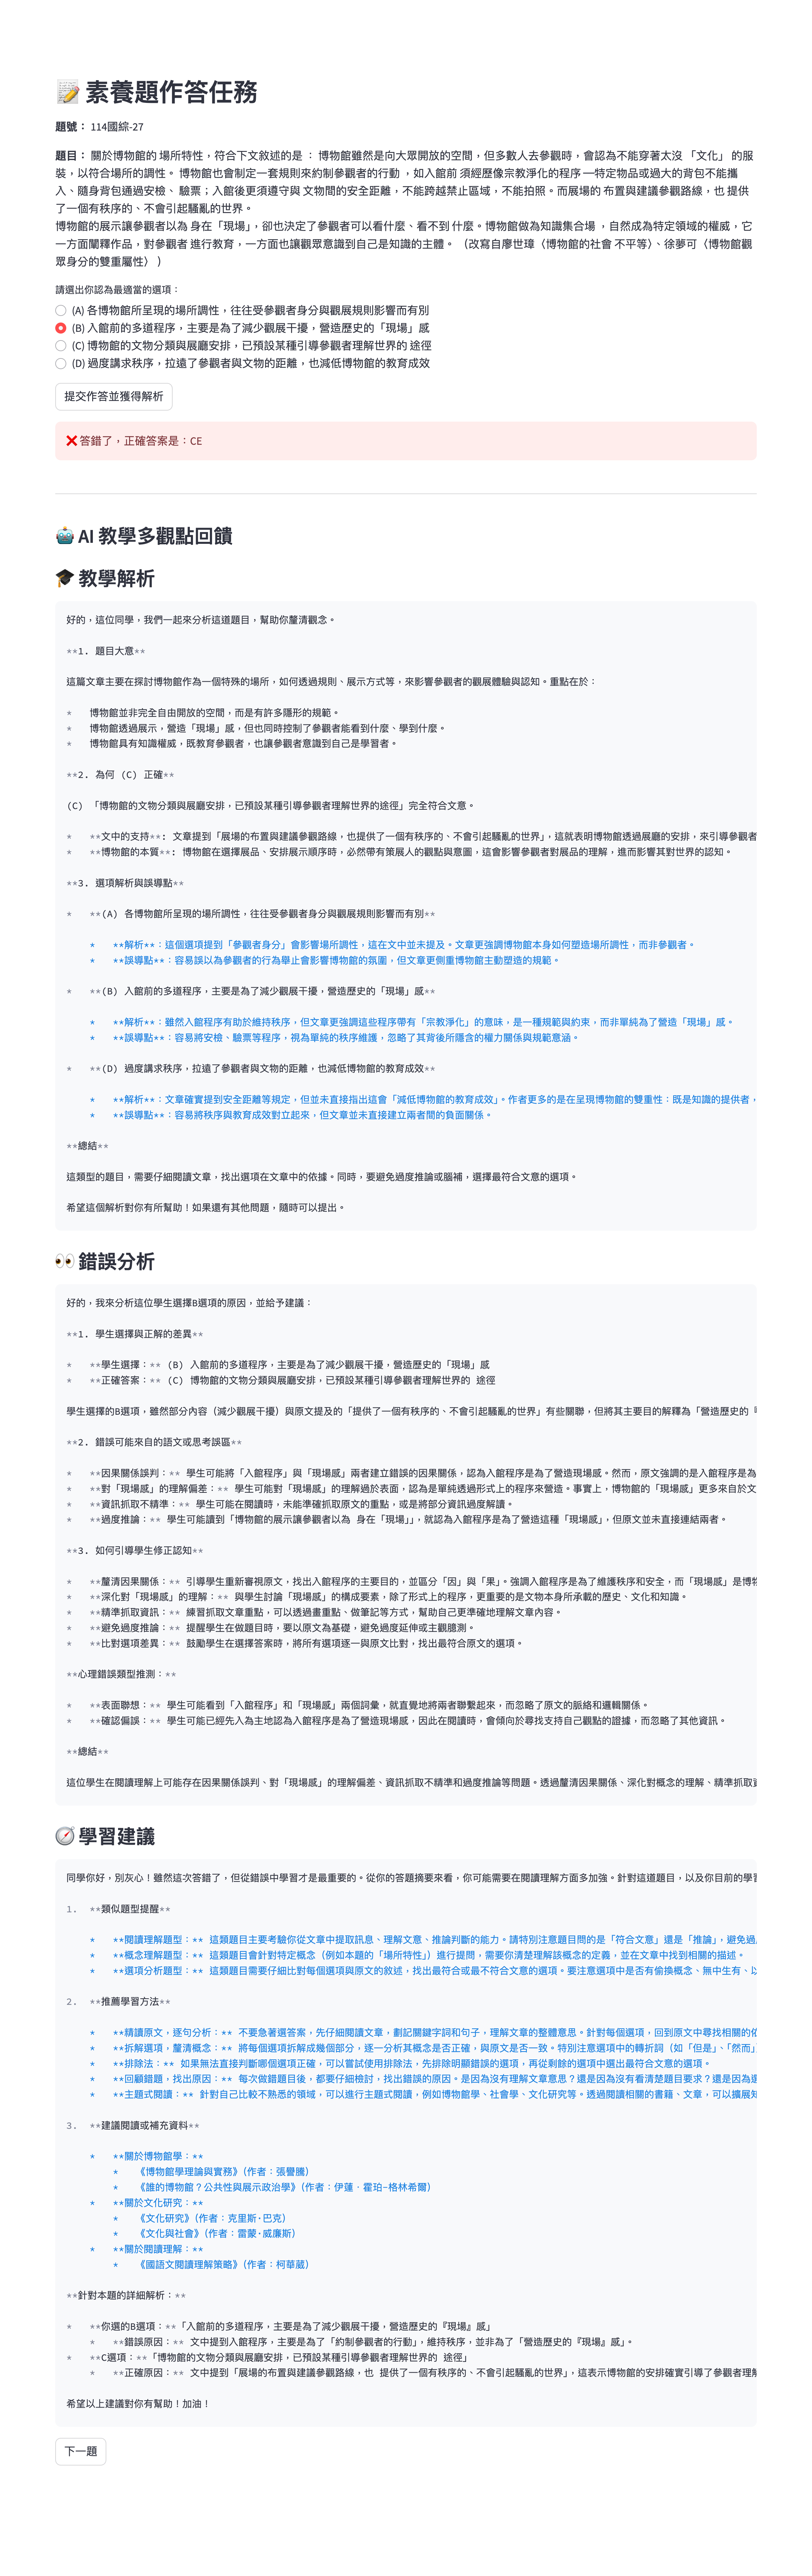 📝 素養題作答任務
題號： 114國綜-27
題目： 關於博物館的 場所特性，符合下文敘述的是 ： 博物館雖然是向大眾開放的空間，但多數人去參觀時，會認為不能穿著太沒 「文化」 的服
裝，以符合場所的調性。 博物館也會制定一套規則來約制參觀者的行動 ，如入館前 須經歷像宗教淨化的程序 —特定物品或過大的背包不能攜
入、隨身背包通過安檢、 驗票；入館後更須遵守與 文物間的安全距離，不能跨越禁止區域，不能拍照。而展場的 布置與建議參觀路線，也 提供
了一個有秩序的、不會引起騷亂的世界。
博物館的展示讓參觀者以為 身在「現場」，卻也決定了參觀者可以看什麼、看不到 什麼。博物館做為知識集合場 ，自然成為特定領域的權威，它
一方面闡釋作品，對參觀者 進行教育，一方面也讓觀眾意識到自己是知識的主體。 （改寫自廖世璋〈博物館的社會 不平等〉、徐夢可〈博物館觀
眾身分的雙重屬性〉 ）
請選出你認為最適當的選項：
(A) 各博物館所呈現的場所調性，往往受參觀者身分與觀展規則影響而有別
(B) 入館前的多道程序，主要是為了減少觀展干擾，營造歷史的「現場」感
(C) 博物館的文物分類與展廳安排，已預設某種引導參觀者理解世界的 途徑
(D) 過度講求秩序，拉遠了參觀者與文物的距離，也減低博物館的教育成效
提交作答並獲得解析
❌ 答錯了，正確答案是：CE
🤖 AI 教學多觀點回饋
🎓 教學解析
好的，這位同學，我們一起來分析這道題目，幫助你釐清觀念。
**1. 題目大意**
這篇文章主要在探討博物館作為一個特殊的場所，如何透過規則、展示方式等，來影響參觀者的觀展體驗與認知。重點在於：
* 博物館並非完全自由開放的空間，而是有許多隱形的規範。
* 博物館透過展示，營造「現場」感，但也同時控制了參觀者能看到什麼、學到什麼。
* 博物館具有知識權威，既教育參觀者，也讓參觀者意識到自己是學習者。
**2. 為何 (C) 正確**
(C) 「博物館的文物分類與展廳安排，已預設某種引導參觀者理解世界的途徑」完全符合文意。
* **文中的支持**: 文章提到「展場的布置與建議參觀路線，也提供了一個有秩序的、不會引起騷亂的世界」，這就表明博物館透過展廳的安排，來引導參觀者
* **博物館的本質**: 博物館在選擇展品、安排展示順序時，必然帶有策展人的觀點與意圖，這會影響參觀者對展品的理解，進而影響其對世界的認知。
**3. 選項解析與誤導點**
* **(A) 各博物館所呈現的場所調性，往往受參觀者身分與觀展規則影響而有別**
* **解析**：這個選項提到「參觀者身分」會影響場所調性，這在文中並未提及。文章更強調博物館本身如何塑造場所調性，而非參觀者。
* **誤導點**：容易誤以為參觀者的行為舉止會影響博物館的氛圍，但文章更側重博物館主動塑造的規範。
* **(B) 入館前的多道程序，主要是為了減少觀展干擾，營造歷史的「現場」感**
* **解析**：雖然入館程序有助於維持秩序，但文章更強調這些程序帶有「宗教淨化」的意味，是一種規範與約束，而非單純為了營造「現場」感。
* **誤導點**：容易將安檢、驗票等程序，視為單純的秩序維護，忽略了其背後所隱含的權力關係與規範意涵。
* **(D) 過度講求秩序，拉遠了參觀者與文物的距離，也減低博物館的教育成效**
* **解析**：文章確實提到安全距離等規定，但並未直接指出這會「減低博物館的教育成效」。作者更多的是在呈現博物館的雙重性：既是知識的提供者，
* **誤導點**：容易將秩序與教育成效對立起來，但文章並未直接建立兩者間的負面關係。
**總結**
這類型的題目，需要仔細閱讀文章，找出選項在文章中的依據。同時，要避免過度推論或腦補，選擇最符合文意的選項。
希望這個解析對你有所幫助！如果還有其他問題，隨時可以提出。
👀 錯誤分析
好的，我來分析這位學生選擇B選項的原因，並給予建議：
**1. 學生選擇與正解的差異**
* **學生選擇：** (B) 入館前的多道程序，主要是為了減少觀展干擾，營造歷史的「現場」感
* **正確答案：** (C) 博物館的文物分類與展廳安排，已預設某種引導參觀者理解世界的 途徑
學生選擇的B選項，雖然部分內容（減少觀展干擾）與原文提及的「提供了一個有秩序的、不會引起騷亂的世界」有些關聯，但將其主要目的解釋為「營造歷史的
**2. 錯誤可能來自的語文或思考誤區**
* **因果關係誤判：** 學生可能將「入館程序」與「現場感」兩者建立錯誤的因果關係，認為入館程序是為了營造現場感。然而，原文強調的是入館程序是為
* **對「現場感」的理解偏差：** 學生可能對「現場感」的理解過於表面，認為是單純透過形式上的程序來營造。事實上，博物館的「現場感」更多來自於文
* **資訊抓取不精準：** 學生可能在閱讀時，未能準確抓取原文的重點，或是將部分資訊過度解讀。
* **過度推論：** 學生可能讀到「博物館的展示讓參觀者以為 身在「現場」」，就認為入館程序是為了營造這種「現場感」，但原文並未直接連結兩者。
**3. 如何引導學生修正認知**
* **釐清因果關係：** 引導學生重新審視原文，找出入館程序的主要目的，並區分「因」與「果」。強調入館程序是為了維護秩序和安全，而「現場感」是博
* **深化對「現場感」的理解：** 與學生討論「現場感」的構成要素，除了形式上的程序，更重要的是文物本身所承載的歷史、文化和知識。
* **精準抓取資訊：** 練習抓取文章重點，可以透過畫重點、做筆記等方式，幫助自己更準確地理解文章內容。
* **避免過度推論：** 提醒學生在做題目時，要以原文為基礎，避免過度延伸或主觀臆測。
* **比對選項差異：** 鼓勵學生在選擇答案時，將所有選項逐一與原文比對，找出最符合原文的選項。
**心理錯誤類型推測：**
* **表面聯想：** 學生可能看到「入館程序」和「現場感」兩個詞彙，就直覺地將兩者聯繫起來，而忽略了原文的脈絡和邏輯關係。
* **確認偏誤：** 學生可能已經先入為主地認為入館程序是為了營造現場感，因此在閱讀時，會傾向於尋找支持自己觀點的證據，而忽略了其他資訊。
**總結**
這位學生在閱讀理解上可能存在因果關係誤判、對「現場感」的理解偏差、資訊抓取不精準和過度推論等問題。透過釐清因果關係、深化對概念的理解、精準抓取資
🧭 學習建議
同學你好，別灰心！雖然這次答錯了，但從錯誤中學習才是最重要的。從你的答題摘要來看，你可能需要在閱讀理解方面多加強。針對這道題目，以及你目前的學習
1. **類似題型提醒**
* **閱讀理解題型：** 這類題目主要考驗你從文章中提取訊息、理解文意、推論判斷的能力。請特別注意題目問的是「符合文意」還是「推論」，避免過
* **概念理解題型：** 這類題目會針對特定概念（例如本題的「場所特性」）進行提問，需要你清楚理解該概念的定義，並在文章中找到相關的描述。
* **選項分析題型：** 這類題目需要仔細比對每個選項與原文的敘述，找出最符合或最不符合文意的選項。要注意選項中是否有偷換概念、無中生有、以
2. **推薦學習方法**
* **精讀原文，逐句分析：** 不要急著選答案，先仔細閱讀文章，劃記關鍵字詞和句子，理解文章的整體意思。針對每個選項，回到原文中尋找相關的依
* **拆解選項，釐清概念：** 將每個選項拆解成幾個部分，逐一分析其概念是否正確，與原文是否一致。特別注意選項中的轉折詞（如「但是」、「然而」
* **排除法：** 如果無法直接判斷哪個選項正確，可以嘗試使用排除法，先排除明顯錯誤的選項，再從剩餘的選項中選出最符合文意的選項。
* **回顧錯題，找出原因：** 每次做錯題目後，都要仔細檢討，找出錯誤的原因。是因為沒有理解文章意思？還是因為沒有看清楚題目要求？還是因為選
* **主題式閱讀：** 針對自己比較不熟悉的領域，可以進行主題式閱讀，例如博物館學、社會學、文化研究等。透過閱讀相關的書籍、文章，可以擴展知
3. **建議閱讀或補充資料**
* **關於博物館學：**
* 《博物館學理論與實務》（作者：張譽騰）
* 《誰的博物館？公共性與展示政治學》（作者：伊蓮·霍珀-格林希爾）
* **關於文化研究：**
* 《文化研究》（作者：克里斯·巴克）
* 《文化與社會》（作者：雷蒙·威廉斯）
* **關於閱讀理解：**
* 《國語文閱讀理解策略》（作者：柯華葳）
**針對本題的詳細解析：**
* **你選的B選項：**「入館前的多道程序，主要是為了減少觀展干擾，營造歷史的『現場』感」
* **錯誤原因：** 文中提到入館程序，主要是為了「約制參觀者的行動」，維持秩序，並非為了「營造歷史的『現場』感」。
* **C選項：**「博物館的文物分類與展廳安排，已預設某種引導參觀者理解世界的 途徑」
* **正確原因：** 文中提到「展場的布置與建議參觀路線，也 提供了一個有秩序的、不會引起騷亂的世界」，這表示博物館的安排確實引導了參觀者理解
希望以上建議對你有幫助！加油！
下一題